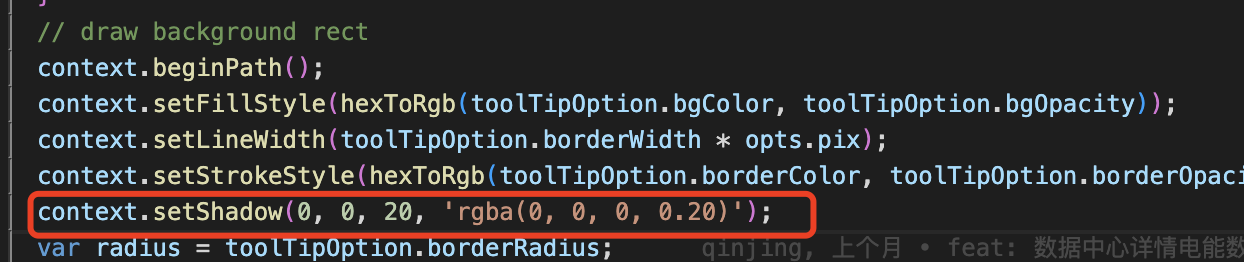 }
// draw background rect
context.beginPath();
context.setFillStyle(hexToRgb(toolTipOption.bgColor, toolTipOption.bgOpacity));
context.setLineWidth(toolTipOption.borderWidth * opts.pix);
context.setStrokeStyle(hexToRgb(toolTipOption.borderColor, toolTipOption.borderOpaci
context.setShadow(0, 0, 20, 'rgba(0, 0, 0, 0.20)');
var radius = toolTipOption.borderRadius; qinjing, 上个月 • feat: 数据中心详情电能数